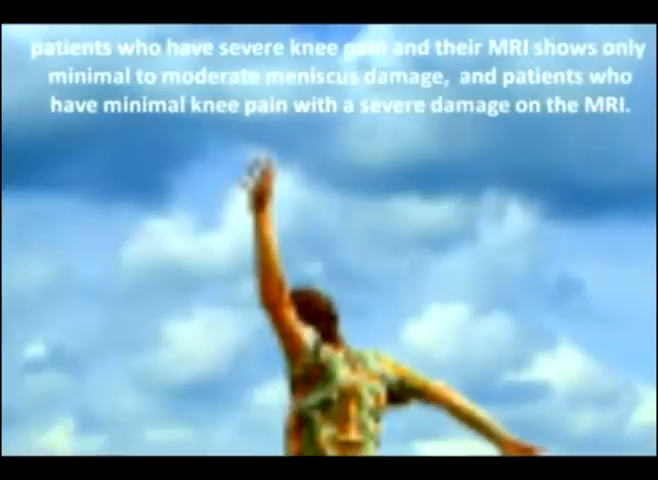 patients who have severe knee pain and their MRI shows only
minimal to moderate meniscus damage, and patients who
have minimal knee pain with a severe damage on the MRI.